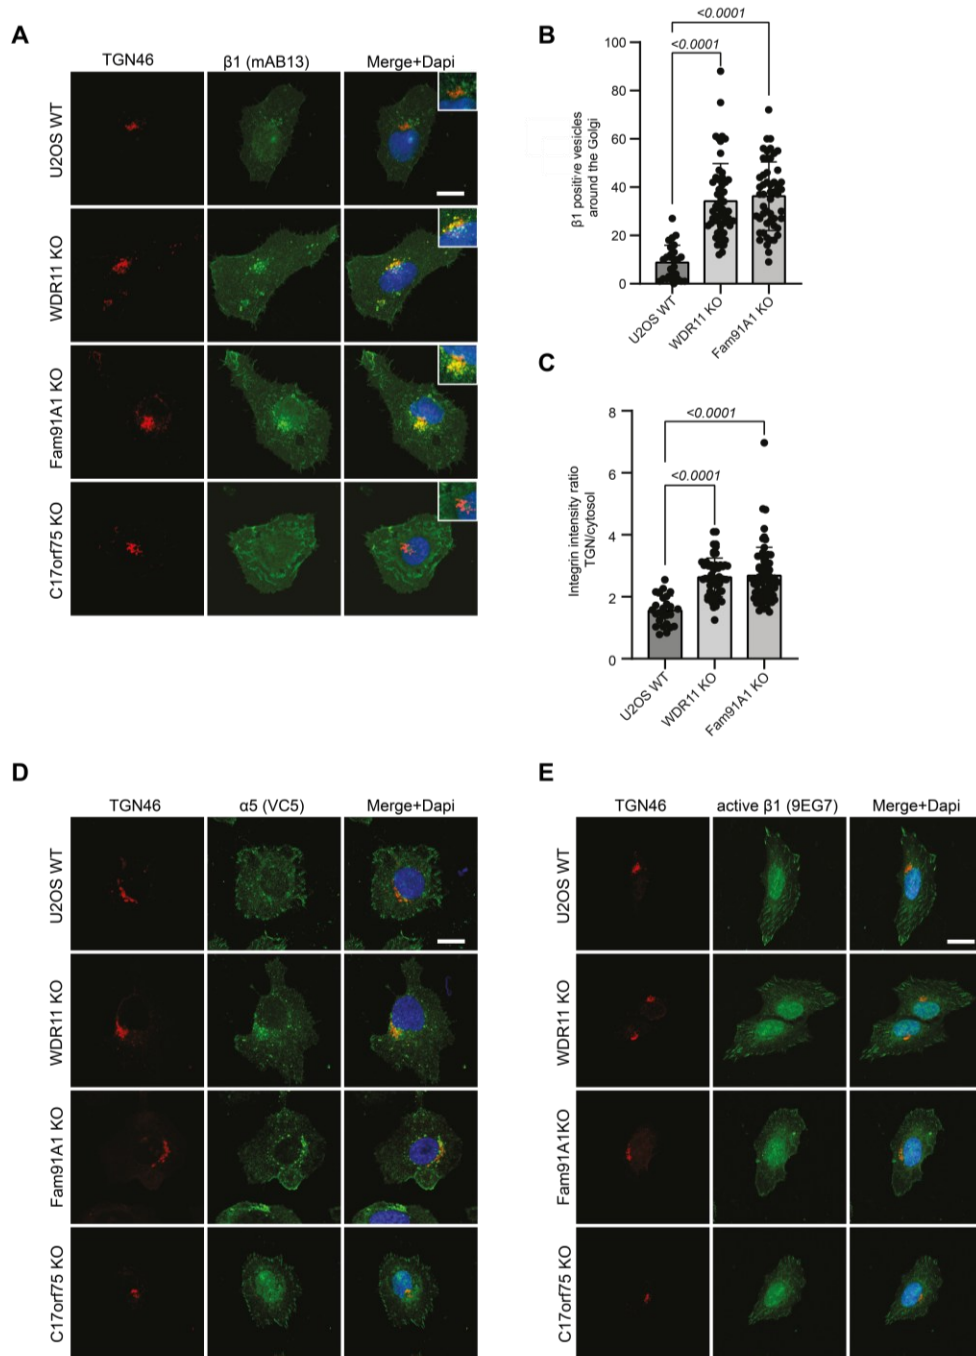 A
TGN46 β1 (mAB13) Merge+Dapi
U2OS WT
WDR11 KO
Fam91A1 KO
C17orf75 KO
B
<0.0001
<0.0001
100
80
60
40
20
0
β1 positive vesicles
around the Golgi
U2OS WT
WDR11 KO
Fam91A1 KO
C
<0.0001
<0.0001
8
6
4
2
0
Integrin intensity ratio
TGN/cytosol
U2OS WT
WDR11 KO
Fam91A1 KO
D
TGN46 α5 (VC5) Merge+Dapi
U2OS WT
WDR11 KO
Fam91A1 KO
C17orf75 KO
E
TGN46 active β1 (9EG7) Merge+Dapi
U2OS WT
WDR11 KO
Fam91A1KO
C17orf75 KO